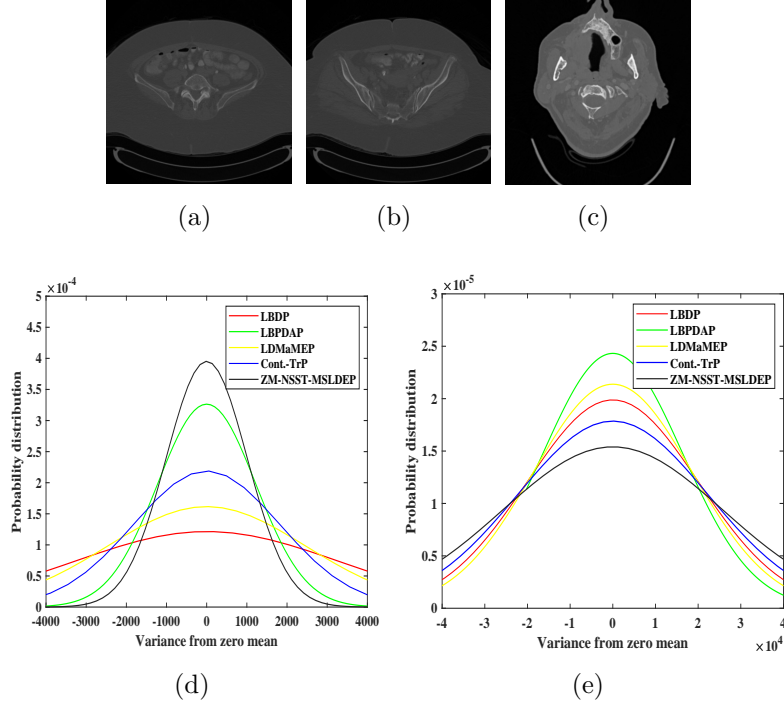 (a)
(b)
(c)
×10⁻⁴
5
4.5
4
3.5
3
2.5
2
1.5
1
0.5
0
Probability distribution
LBDP
LBPDAP
LDMaMEP
Cont.-TrP
ZM-NSST-MSLDEP
-4000 -3000 -2000 -1000 0 1000 2000 3000 4000
Variance from zero mean
(d)
×10⁻⁵
3
2.5
2
1.5
1
0.5
0
Probability distribution
LBDP
LBPDAP
LDMaMEP
Cont.-TrP
ZM-NSST-MSLDEP
-4 -3 -2 -1 0 1 2 3
×10⁴
Variance from zero mean
(e)